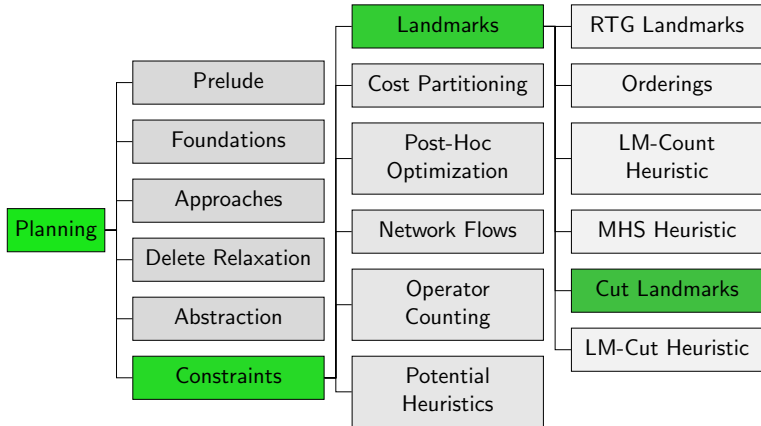 Planning
Prelude
Foundations
Approaches
Delete Relaxation
Abstraction
Constraints
Landmarks
Cost Partitioning
Post-Hoc
Optimization
Network Flows
Operator
Counting
Potential
Heuristics
RTG Landmarks
Orderings
LM-Count
Heuristic
MHS Heuristic
Cut Landmarks
LM-Cut Heuristic